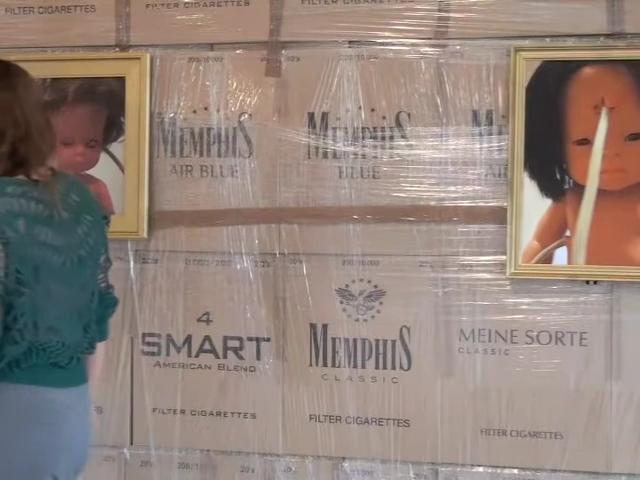 FILTER CIGARETTES
FILTER CIGARETTES
FILTER CIGARETTES
MEMPHIS
AIR BLUE
MEMPHIS
BLUE
4
SMART
AMERICAN BLEND
FILTER CIGARETTES
MEMPHIS
CLASSIC
FILTER CIGARETTES
MEINE SORTE
CLASSIC
FILTER CIGARETTES